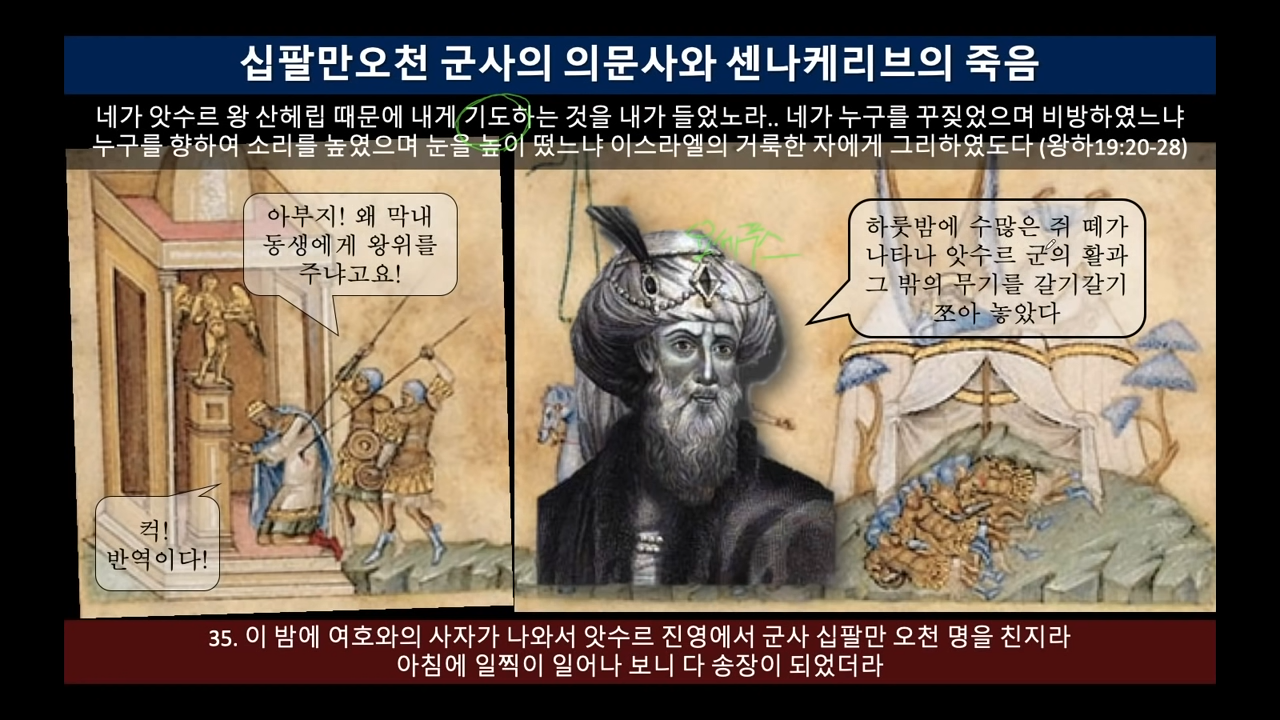 십팔만오천 군사의 의문사와 센나케리브의 죽음
네가 앗수르 왕 산헤립 때문에 내게 기도하는 것을 내가 들었노라.. 네가 누구를 꾸짖었으며 비방하였느냐
누구를 향하여 소리를 높였으며 눈을 높이 떴느냐 이스라엘의 거룩한 자에게 그리하였도다 (왕하19:20-28)
아부지! 왜 막내
동생에게 왕위를
주냐고요!
컥!
반역이다!
하룻밤에 수많은 쥐 떼가
나타나 앗수르 군의 활과
그 밖의 무기를 갈기갈기
쪼아 놓았다
35. 이 밤에 여호와의 사자가 나와서 앗수르 진영에서 군사 십팔만 오천 명을 친지라
아침에 일찍이 일어나 보니 다 송장이 되었더라